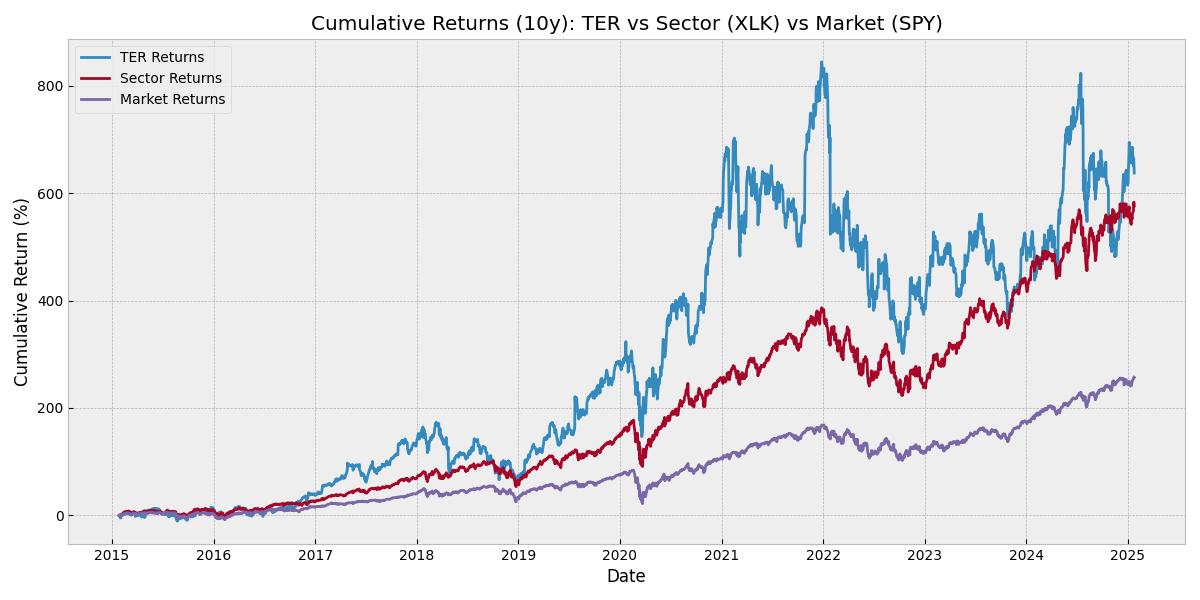 Cumulative Returns (10y): TER vs Sector (XLK) vs Market (SPY)
TER Returns
Sector Returns
Market Returns
Cumulative Return (%)
800
600
400
200
0
2015 2016 2017 2018 2019 2020 2021 2022 2023 2024 2025
Date